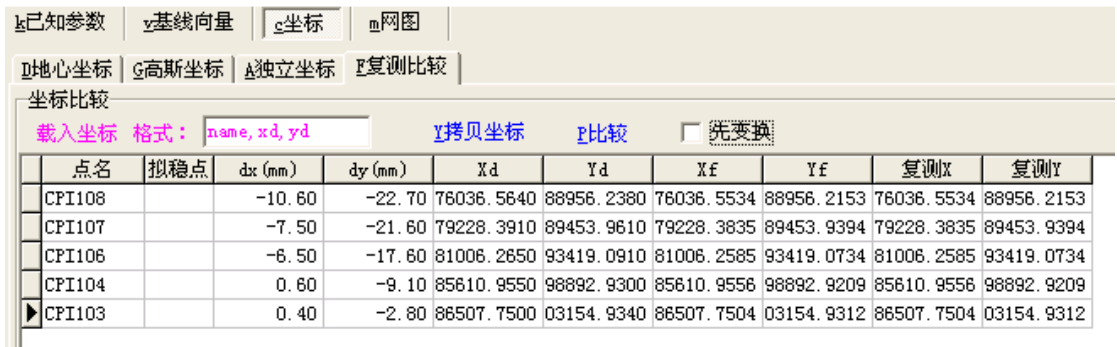 k已知参数 v基线向量 c坐标 m网图
D地心坐标 G高斯坐标 A独立坐标 F复测比较
坐标比较
载入坐标 格式： name,xd,yd Y拷贝坐标 P比较 先变换
点名 拟稳点 dx(mm) dy(mm) Xd Yd Xf Yf 复测X 复测Y
CPI108 -10.60 -22.70 76036.5640 88956.2380 76036.5534 88956.2153 76036.5534 88956.2153
CPI107 -7.50 -21.60 79228.3910 89453.9610 79228.3835 89453.9394 79228.3835 89453.9394
CPI106 -6.50 -17.60 81006.2650 93419.0910 81006.2585 93419.0734 81006.2585 93419.0734
CPI104 0.60 -9.10 85610.9550 98892.9300 85610.9556 98892.9209 85610.9556 98892.9209
CPI103 0.40 -2.80 86507.7500 03154.9340 86507.7504 03154.9312 86507.7504 03154.9312